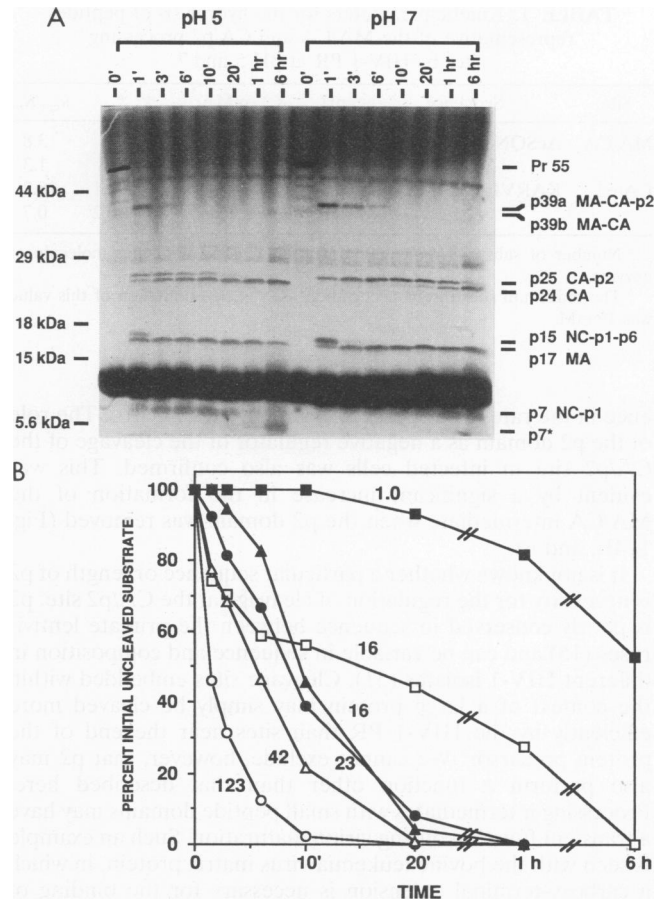 A
pH 5 pH 7
0' 1' 3' 6' 10' 20' 1 hr 6 hr 0' 1' 3' 6' 10' 20' 1 hr 6 hr
Pr 55
44 kDa
p39a MA-CA-p2
p39b MA-CA
29 kDa
p25 CA-p2
p24 CA
18 kDa
p15 NC-p1-p6
15 kDa
p17 MA
p7 NC-p1
5.6 kDa
p7*
B
100
1.0
80
PERCENT INITIAL UNCLEAVED SUBSTRATE
60
16
40
16
42
23
20
123
0
0 10' 20' 1 h 6 h
TIME